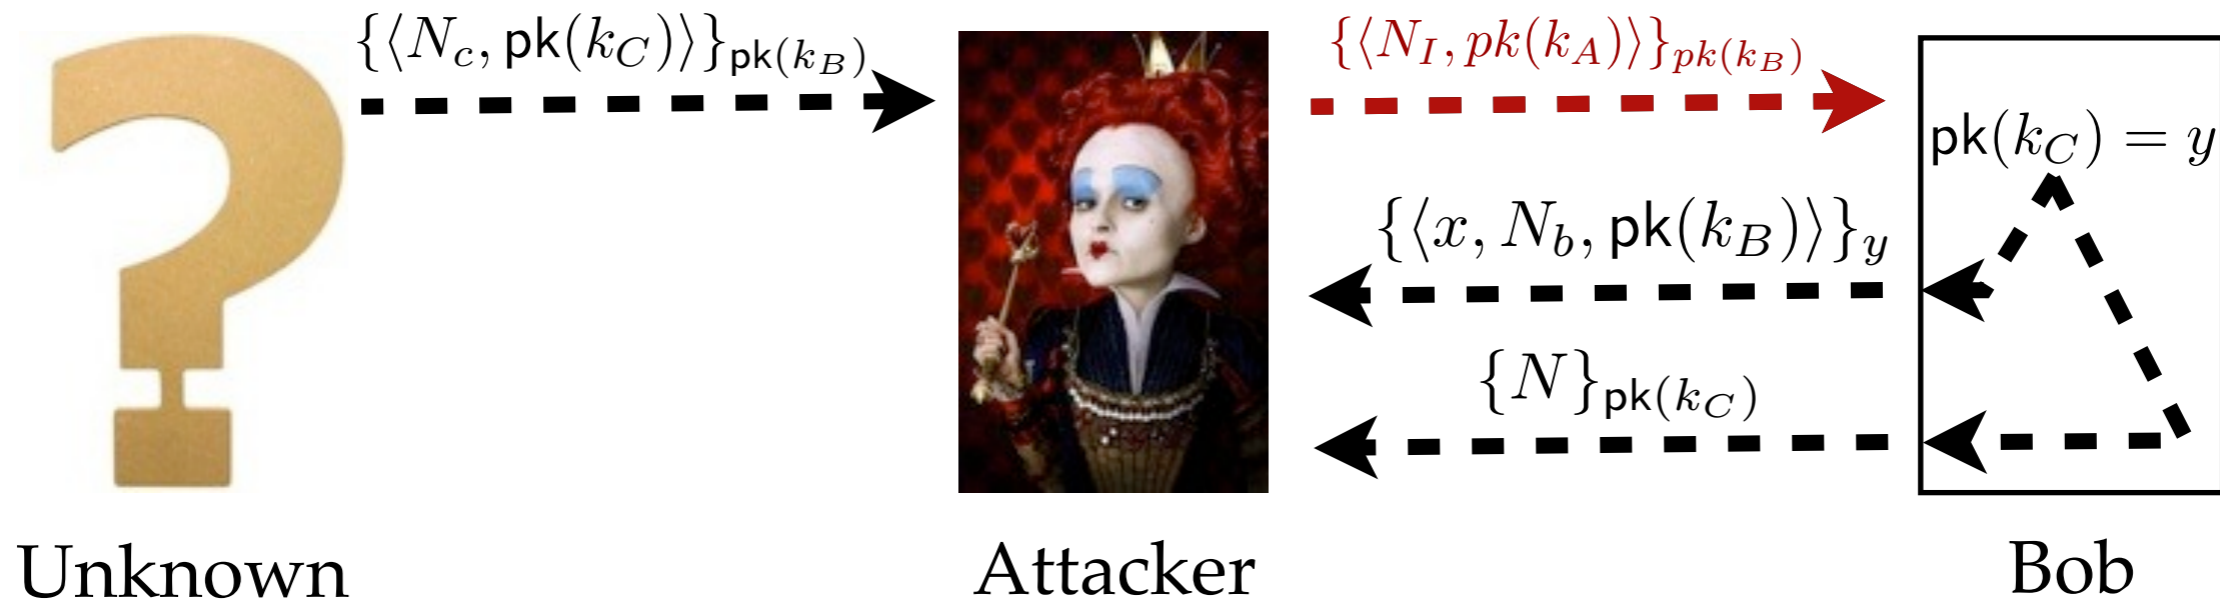 {⟨N_c, pk(k_C)⟩}_pk(k_B)
{⟨N_I, pk(k_A)⟩}_pk(k_B)
pk(k_C) = y
{⟨x, N_b, pk(k_B)⟩}_y
{N}_pk(k_C)
Unknown
Attacker
Bob